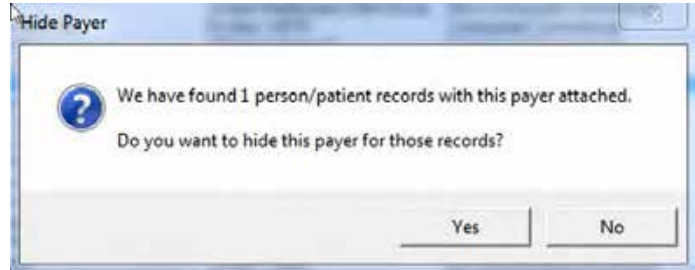 Hide Payer
We have found 1 person/patient records with this payer attached.
Do you want to hide this payer for those records?
Yes No